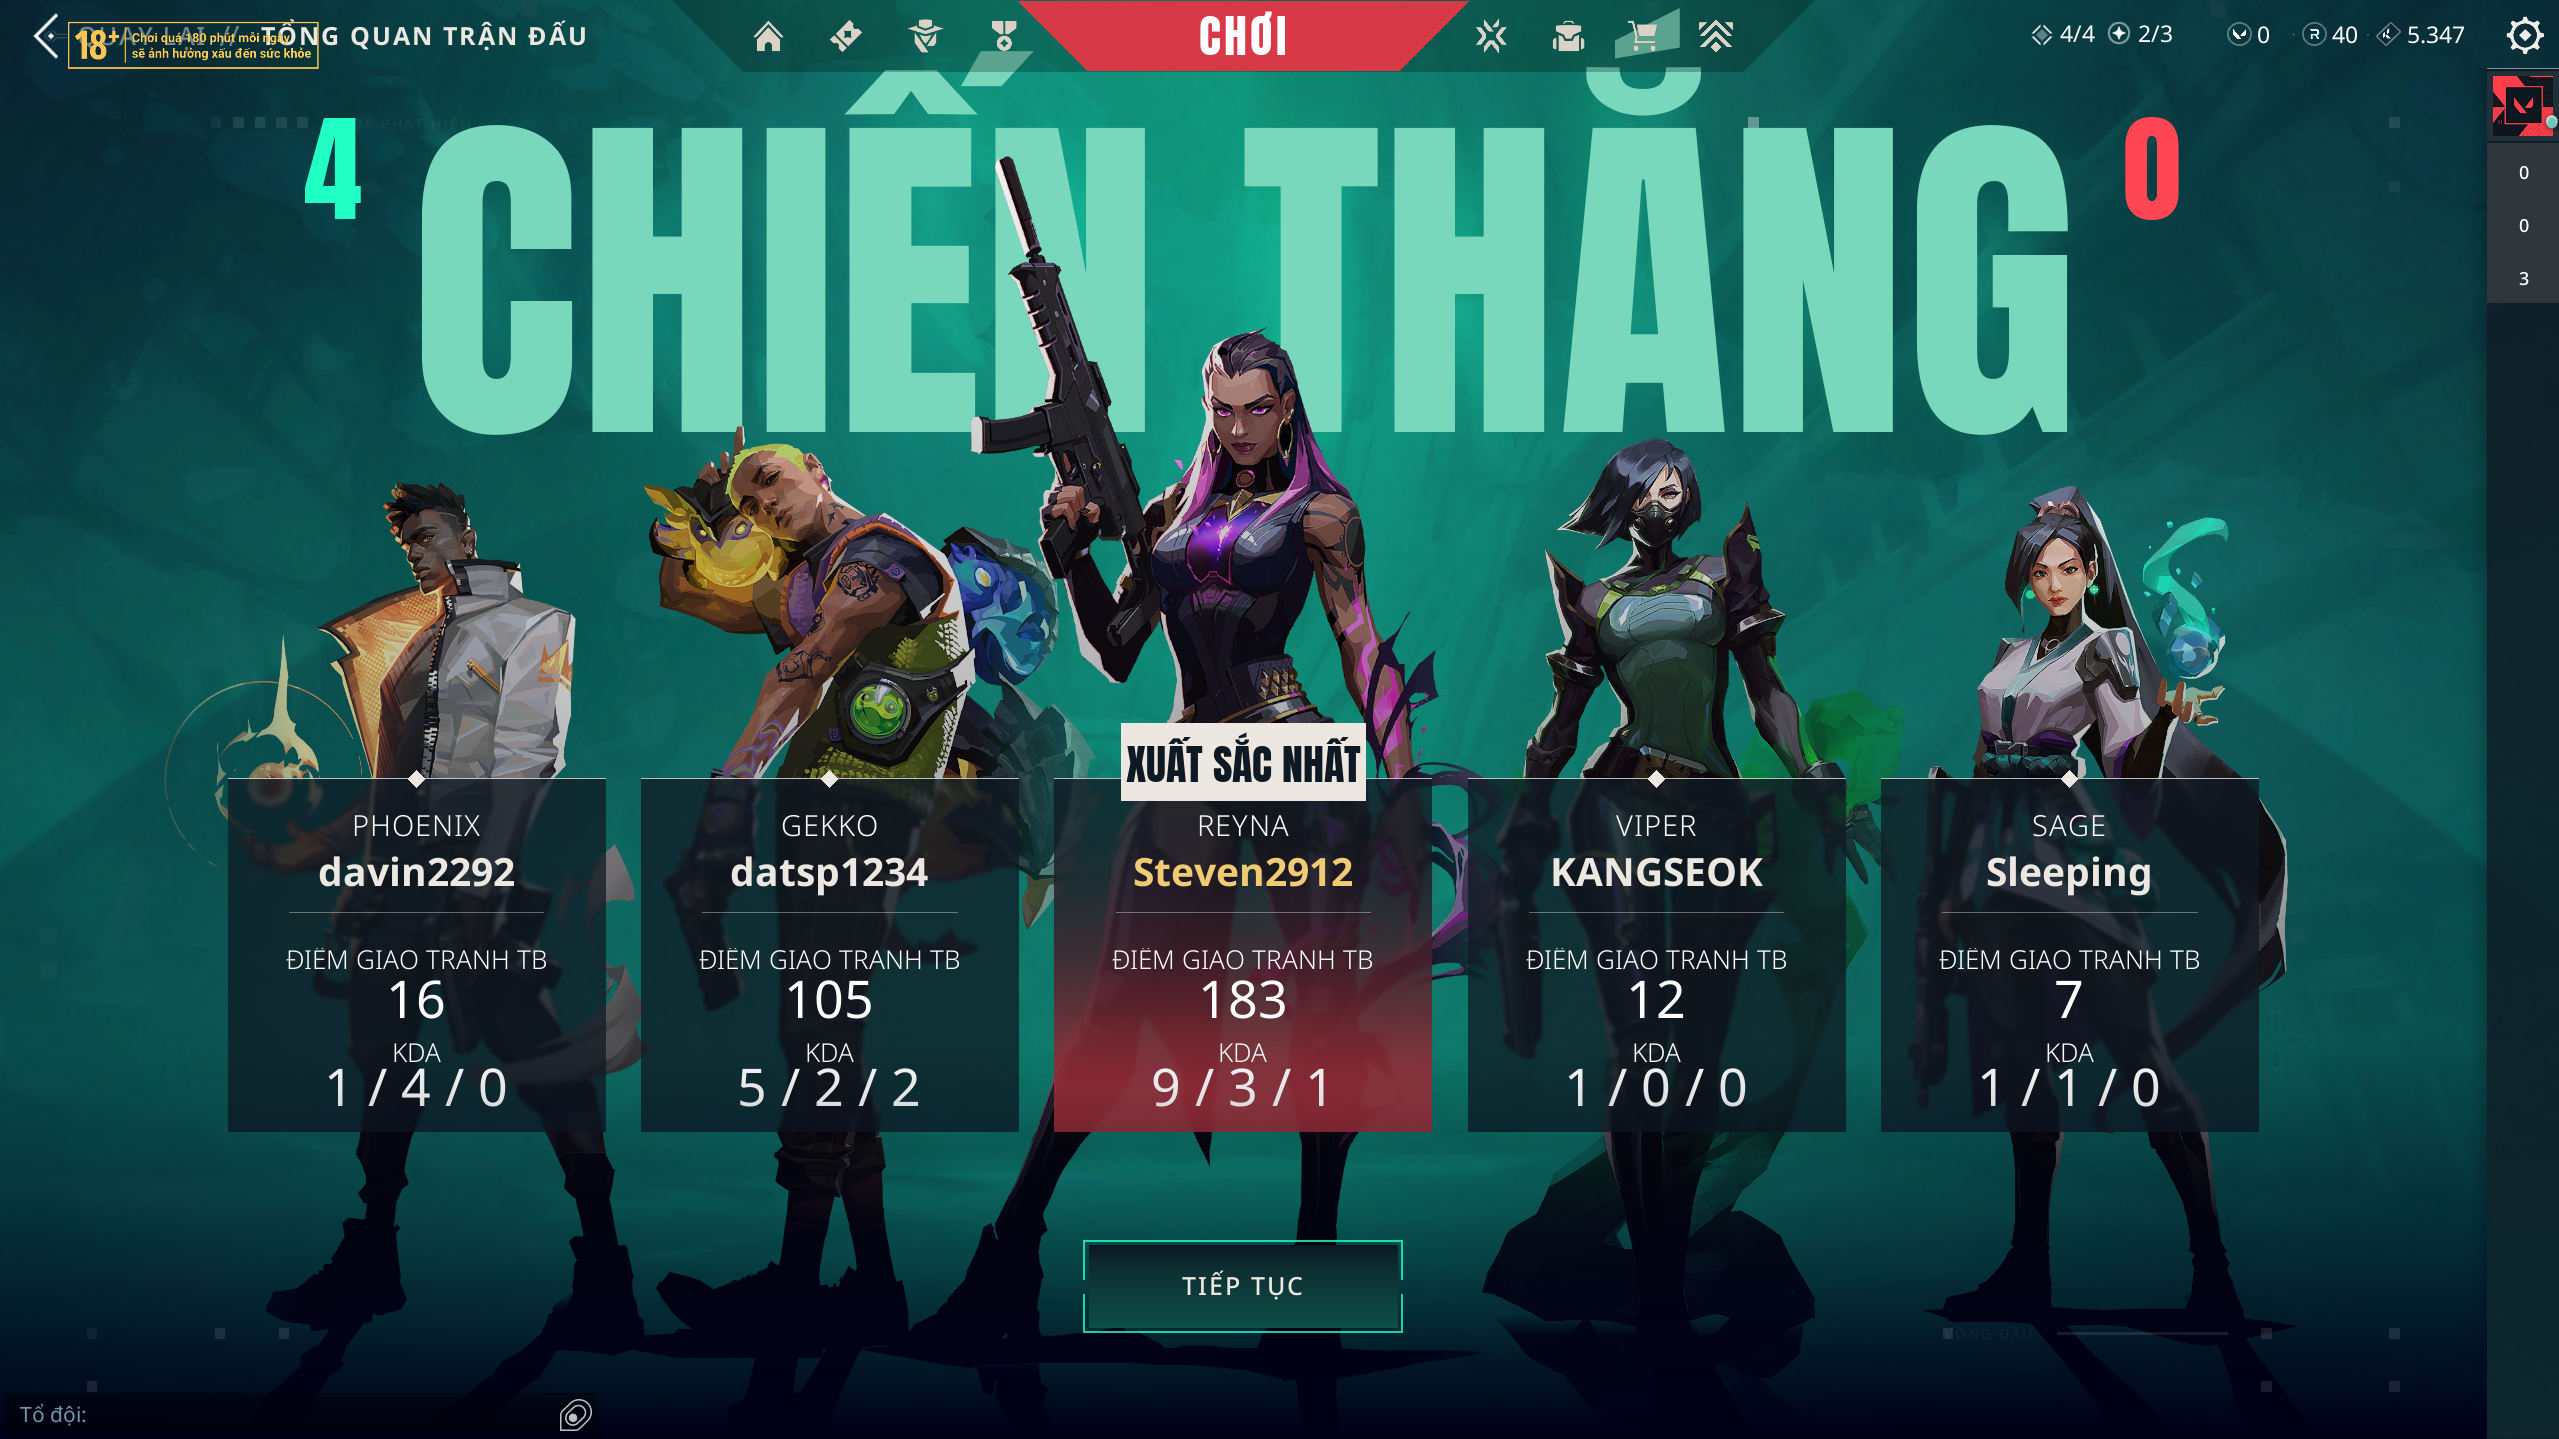 QUAY LẠI // TỔNG QUAN TRẬN ĐẤU
18+
Chơi quá 180 phút mỗi ngày
sẽ ảnh hưởng xấu đến sức khỏe
CHƠI
4/4
2/3
0
40
5.347
4
CHIẾN THẮNG
0
0
0
3
XUẤT SẮC NHẤT
PHOENIX
davin2292
ĐIỂM GIAO TRANH TB
16
KDA
1 / 4 / 0
GEKKO
datsp1234
ĐIỂM GIAO TRANH TB
105
KDA
5 / 2 / 2
REYNA
Steven2912
ĐIỂM GIAO TRANH TB
183
KDA
9 / 3 / 1
VIPER
KANGSEOK
ĐIỂM GIAO TRANH TB
12
KDA
1 / 0 / 0
SAGE
Sleeping
ĐIỂM GIAO TRANH TB
7
KDA
1 / 1 / 0
TIẾP TỤC
Tổ đội: